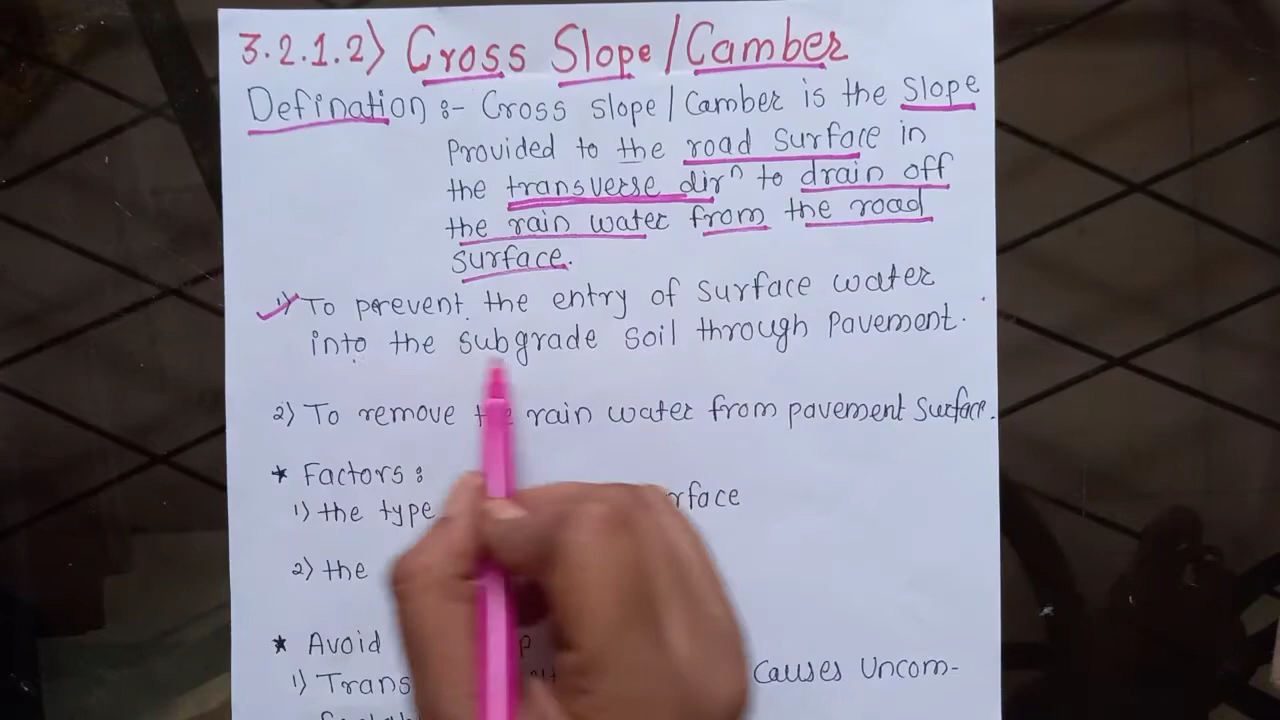 3.2.1.2) Cross Slope/Camber
Defination :- Cross slope/Camber is the Slope
Provided to the road surface in
the transverse dirⁿ to drain off
the rain water from the road
surface.
1) To prevent the entry of surface water
into the subgrade soil through Pavement.
2) To remove the rain water from pavement Surface.
* Factors :
1) the type
2) the
* Avoid
1) Trans causes Uncom-